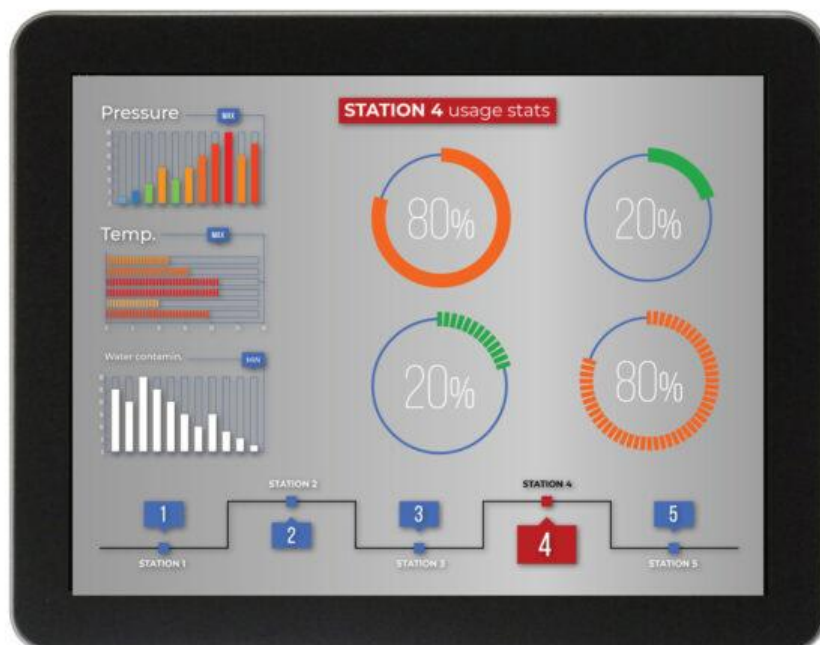 Pressure
MAX
STATION 4 usage stats
80%
20%
Temp.
MAX
20%
80%
Water contamin.
MIN
STATION 2
STATION 4
1
3
5
2
4
STATION 1
STATION 3
STATION 5